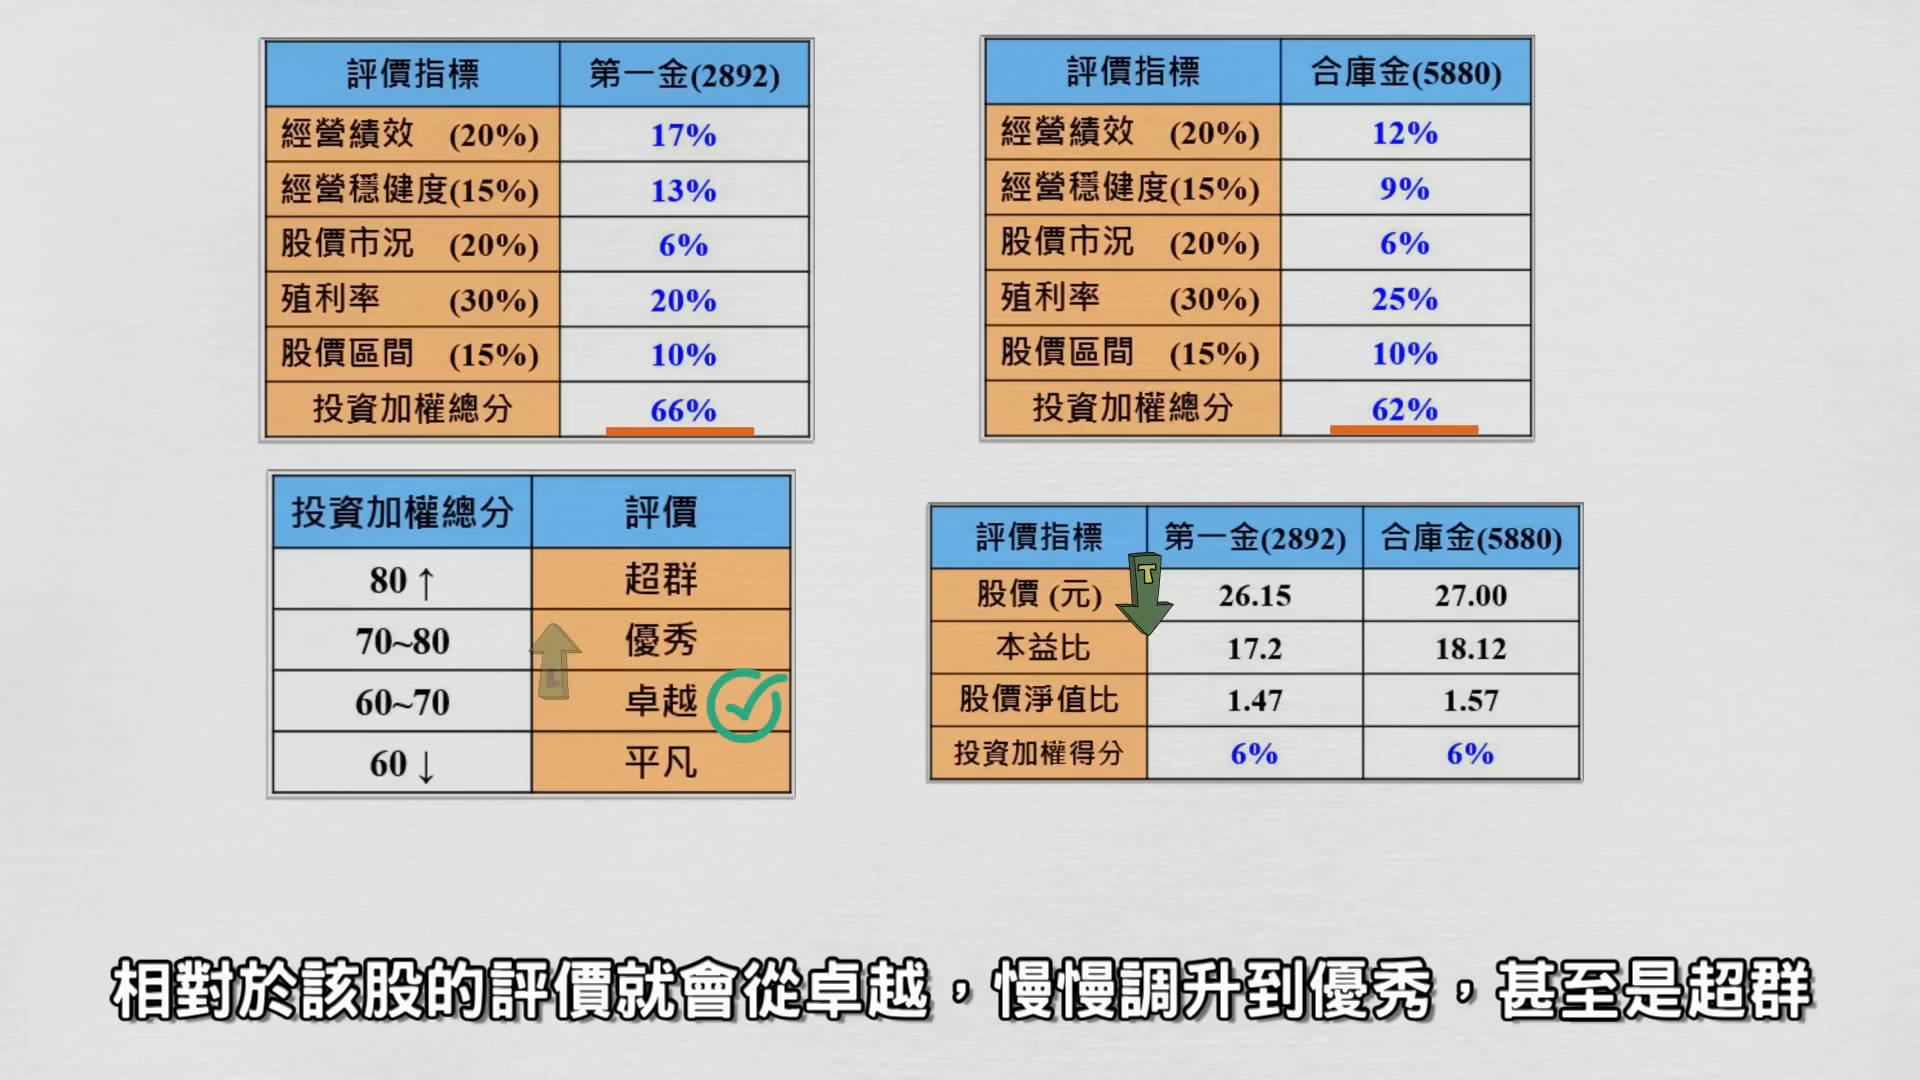 評價指標 第一金(2892)
經營績效 (20%) 17%
經營穩健度(15%) 13%
股價市況 (20%) 6%
殖利率 (30%) 20%
股價區間 (15%) 10%
投資加權總分 66%
評價指標 合庫金(5880)
經營績效 (20%) 12%
經營穩健度(15%) 9%
股價市況 (20%) 6%
殖利率 (30%) 25%
股價區間 (15%) 10%
投資加權總分 62%
投資加權總分 評價
80 ↑ 超群
70~80 優秀
60~70 卓越
60 ↓ 平凡
評價指標 第一金(2892) 合庫金(5880)
股價 (元) 26.15 27.00
本益比 17.2 18.12
股價淨值比 1.47 1.57
投資加權得分 6% 6%
T
相對於該股的評價就會從卓越，慢慢調升到優秀，甚至是超群